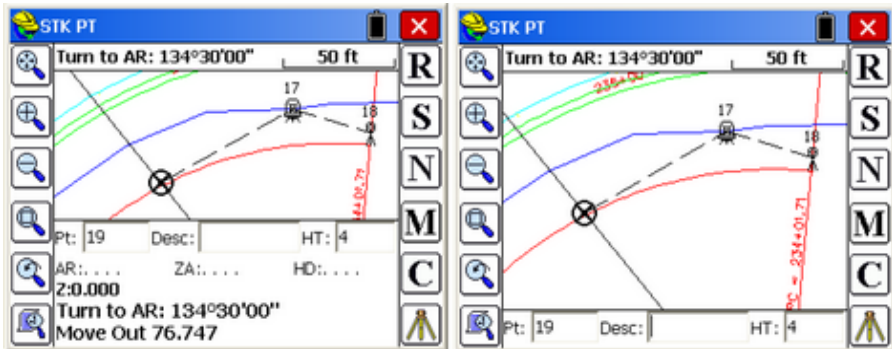 STK PT
Turn to AR: 134°30'00"
50 ft
R
17
18
S
N
M
Pt: 19 Desc: HT: 4
C
AR:. . . . ZA:. . . . HD:. . . .
Z:0.000
Turn to AR: 134°30'00"
Move Out 76.747
STK PT
Turn to AR: 134°30'00"
50 ft
R
17
18
S
N
M
PC = 234+01.71
C
Pt: 19 Desc: HT: 4